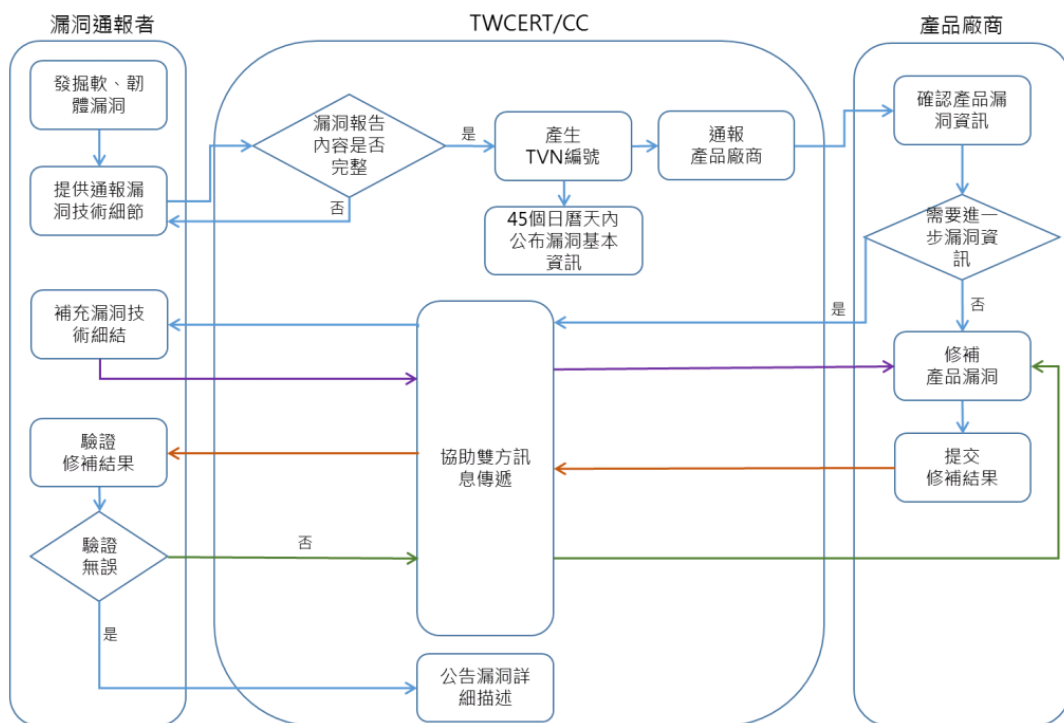 漏洞通報者
TWCERT/CC
產品廠商
發掘軟、韌
體漏洞
提供通報漏
洞技術細節
漏洞報告
內容是否
完整
是
否
產生
TVN編號
通報
產品廠商
45個日曆天內
公布漏洞基本
資訊
確認產品漏
洞資訊
需要進一
步漏洞資
訊
是
否
補充漏洞技
術細結
協助雙方訊
息傳遞
修補
產品漏洞
提交
修補結果
驗證
修補結果
驗證
無誤
否
是
公告漏洞詳
細描述